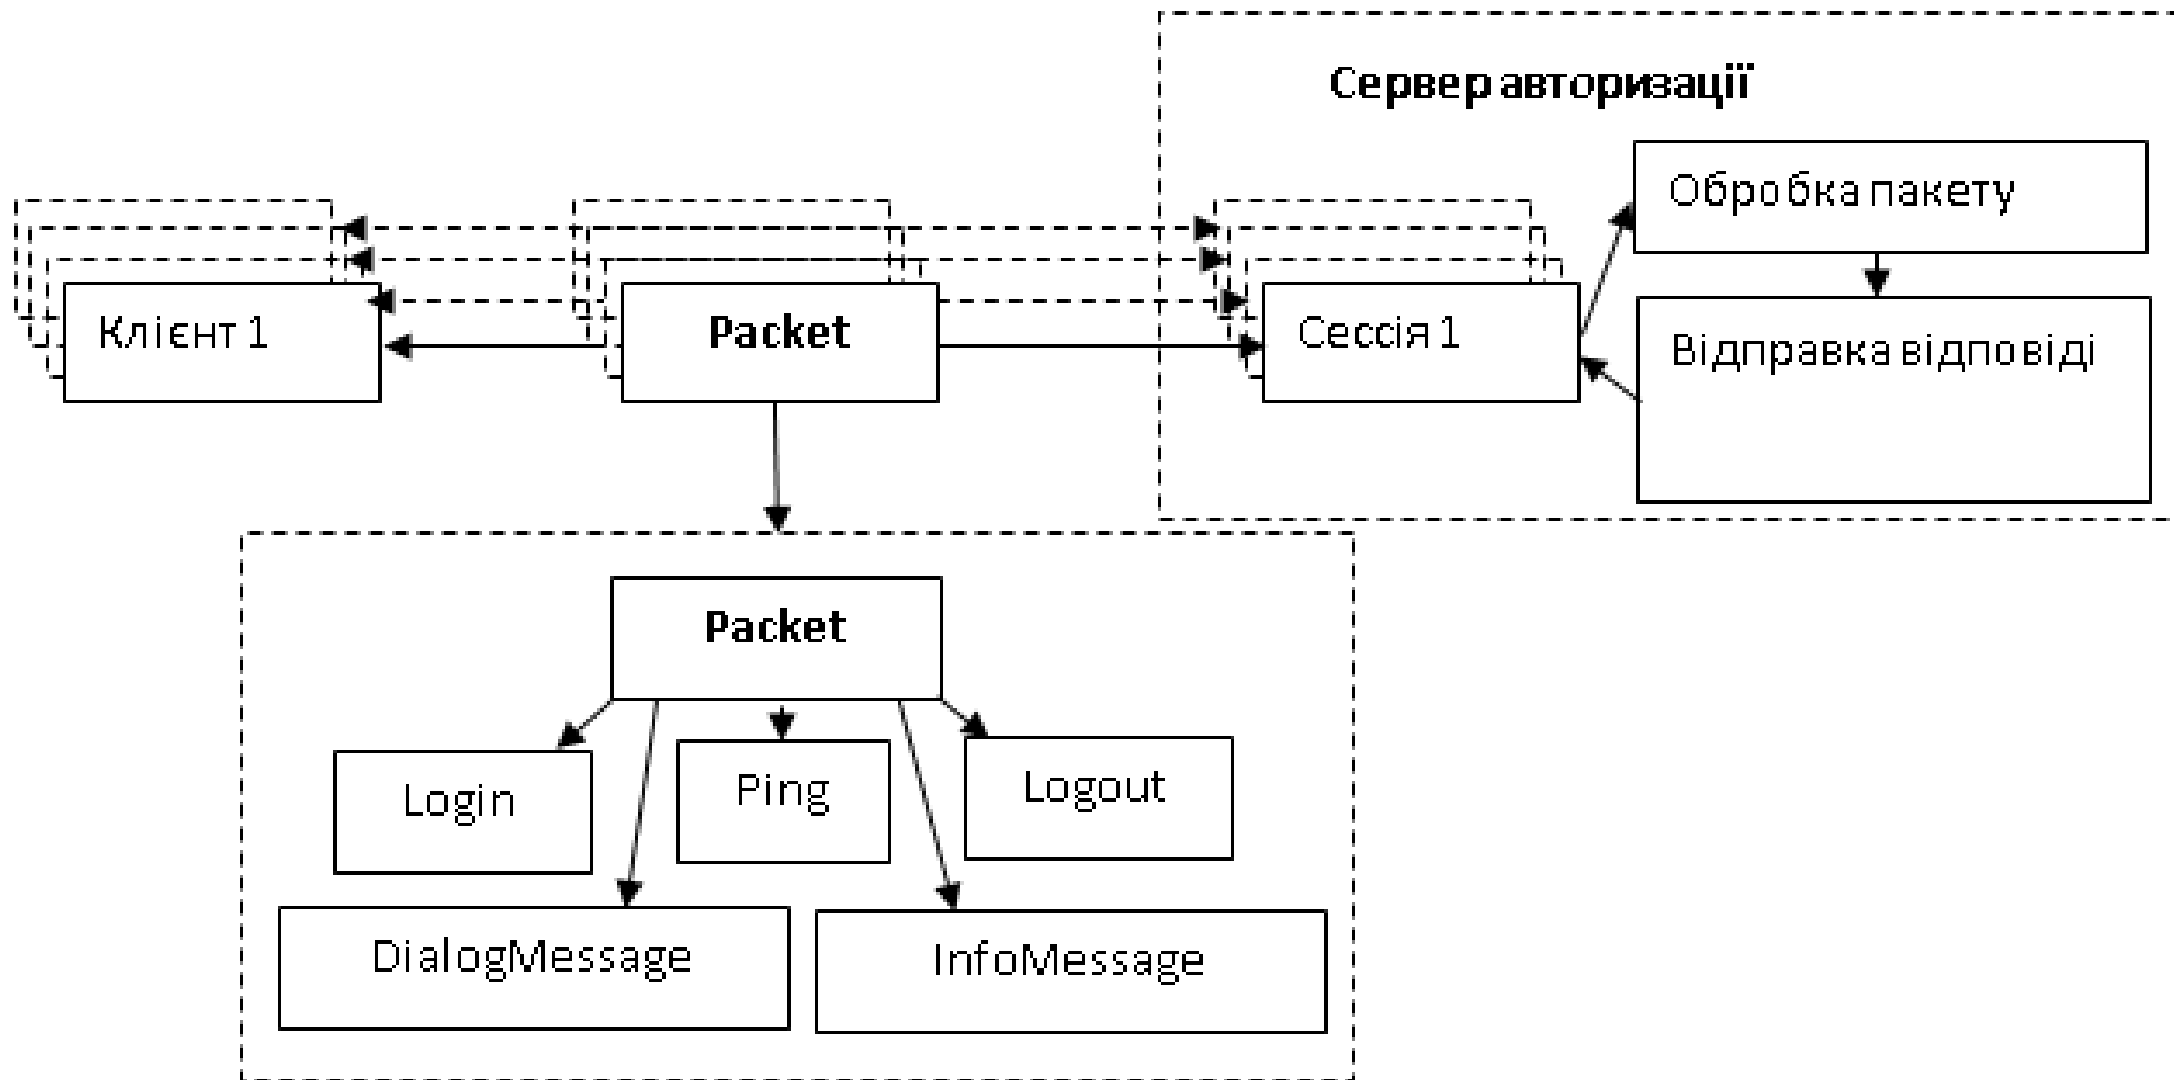 Сервер авторизації
Обробка пакету
Клієнт 1
Packet
Сессія 1
Відправка відповіді
Packet
Login
Ping
Logout
DialogMessage
InfoMessage